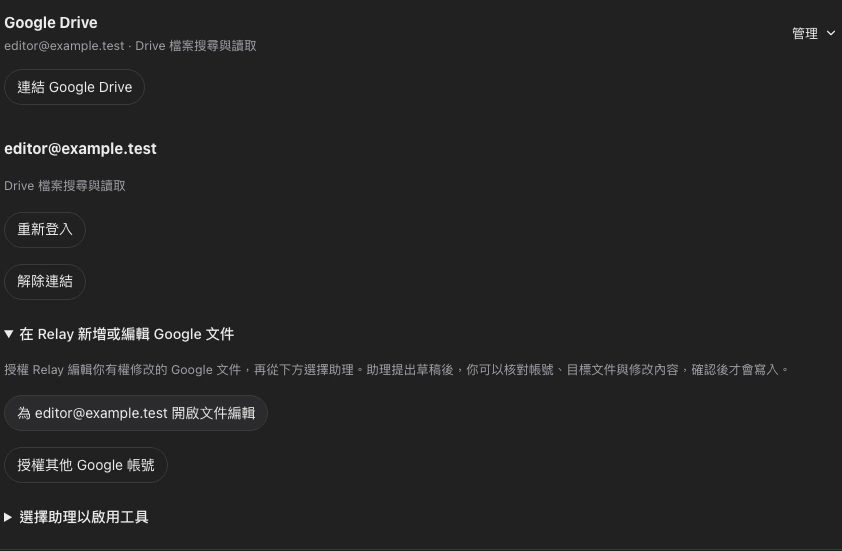 Google Drive
editor@example.test · Drive 檔案搜尋與讀取
管理
連結 Google Drive
editor@example.test
Drive 檔案搜尋與讀取
重新登入
解除連結
在 Relay 新增或編輯 Google 文件
授權 Relay 編輯你有權修改的 Google 文件，再從下方選擇助理。助理提出草稿後，你可以核對帳號、目標文件與修改內容，確認後才會寫入。
為 editor@example.test 開啟文件編輯
授權其他 Google 帳號
選擇助理以啟用工具